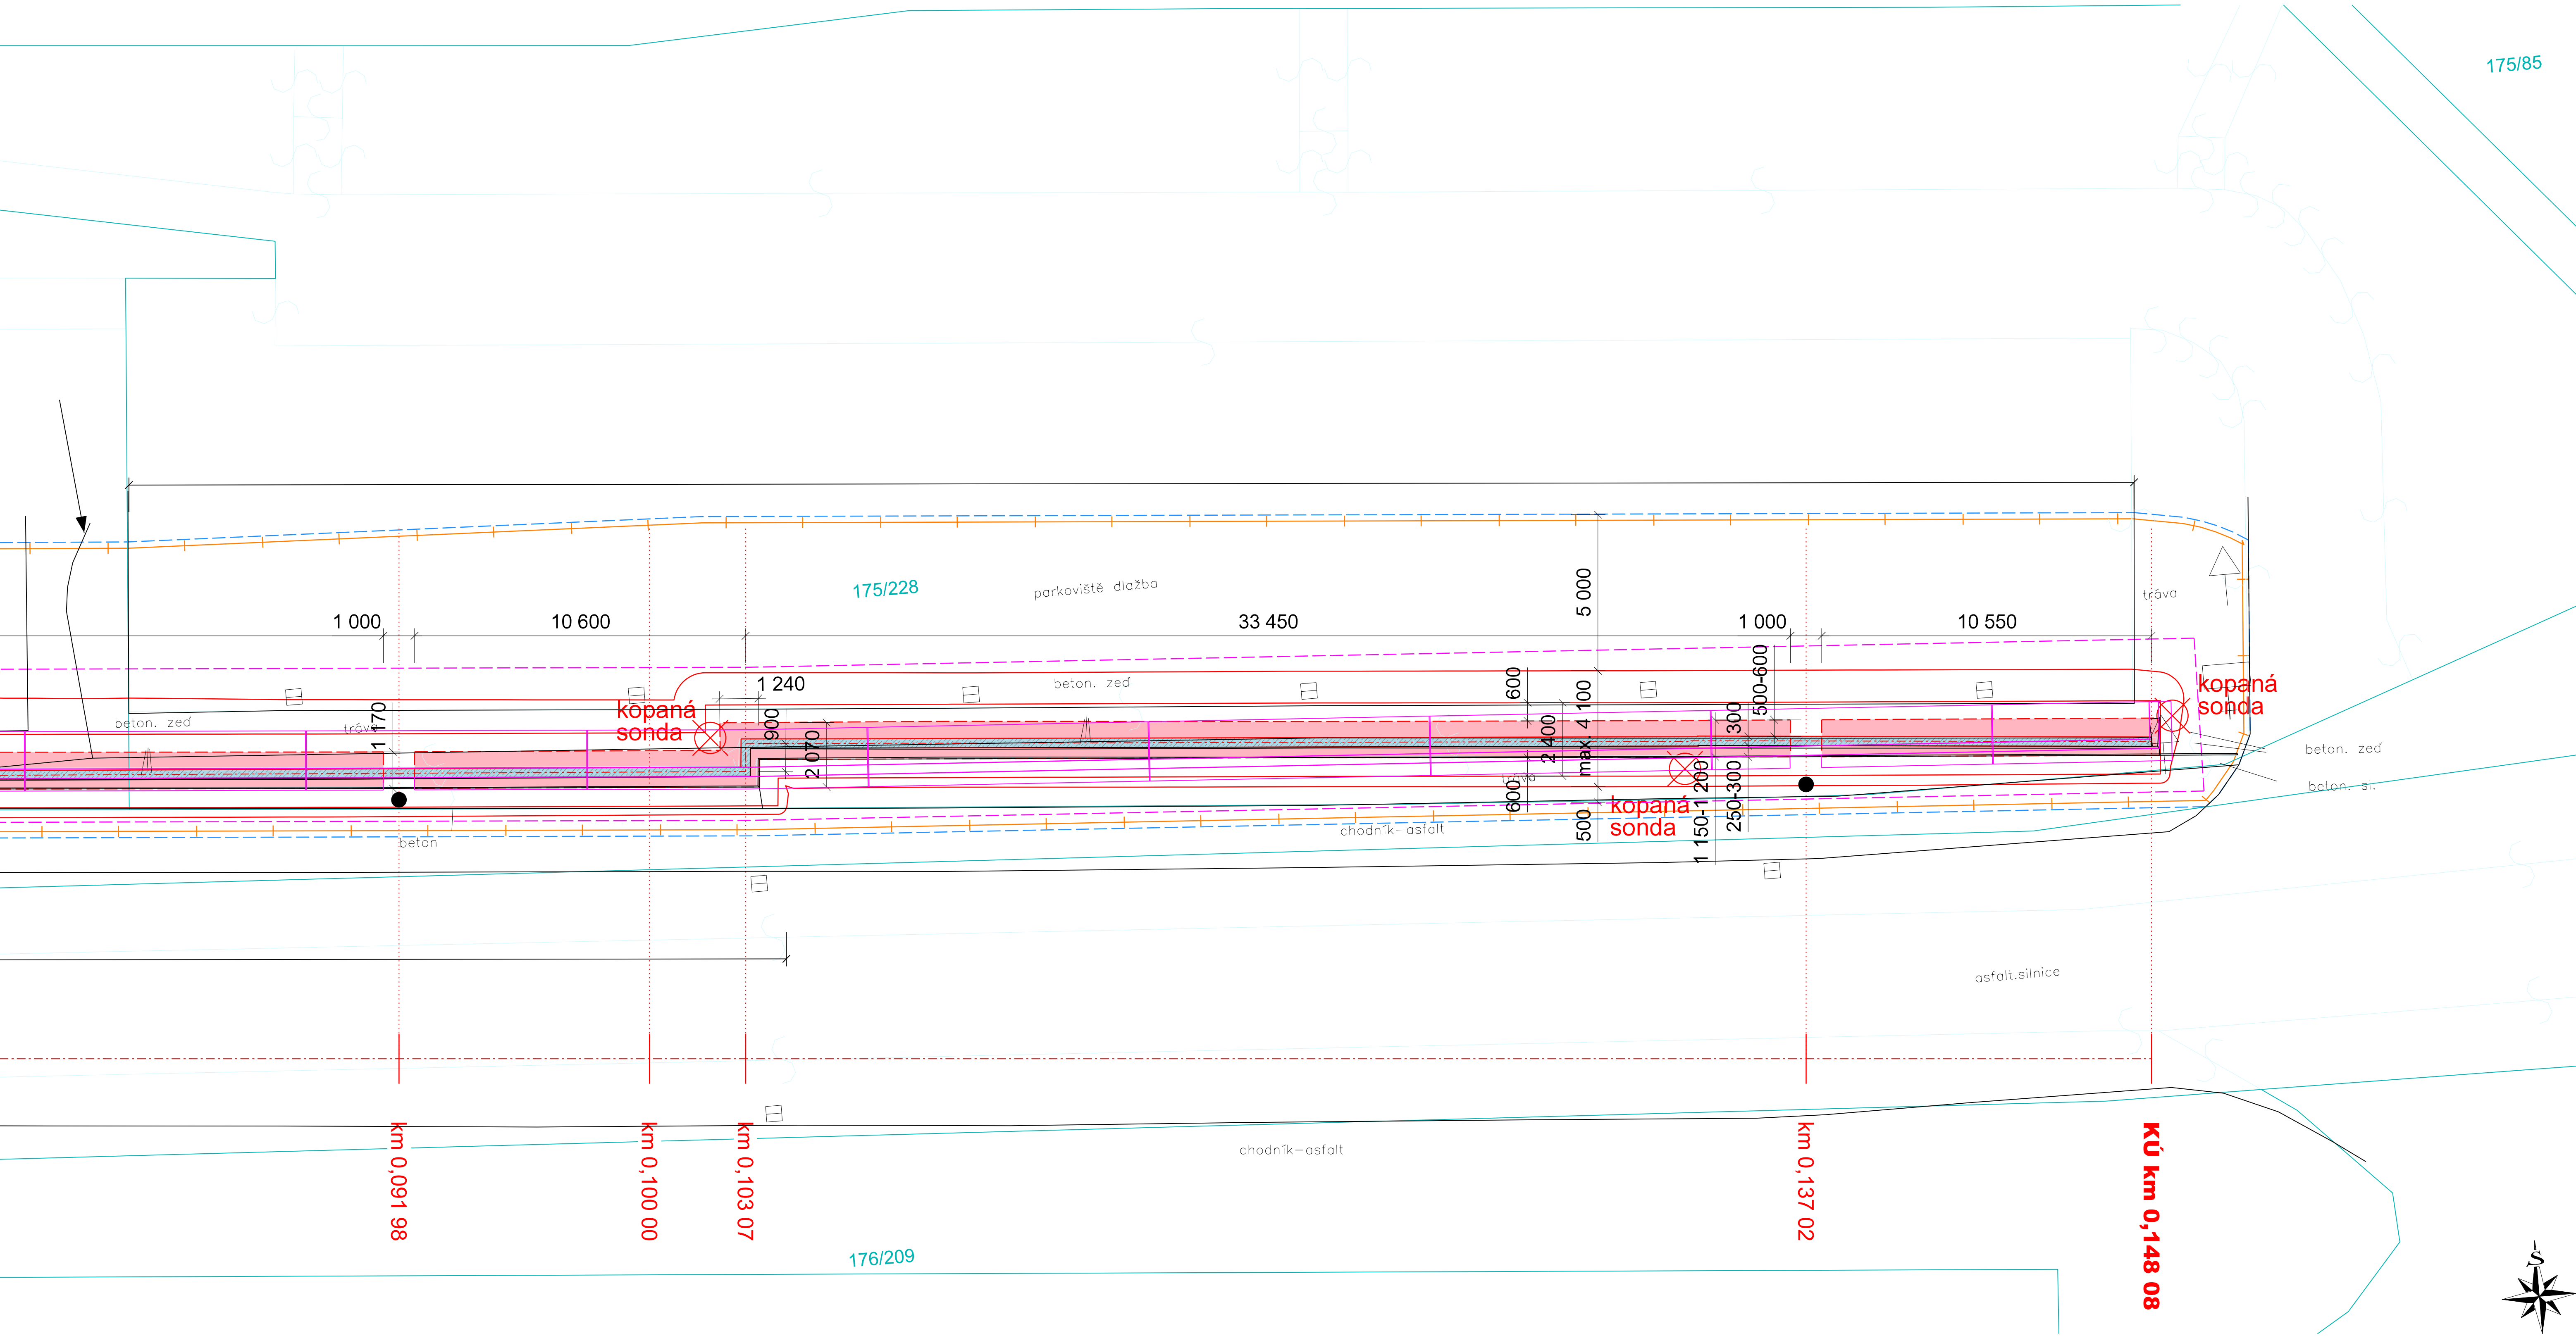 175/85
175/228
parkoviště dlažba
5 000
tráva
1 000
10 600
33 450
1 000
10 550
beton. zeď
1 240
600
500-600
kopaná
sonda
beton. zeď
tráva
1 170
kopaná
sonda
900
2 070
2 400
max. 4 100
300
beton. zeď
beton. sl.
tráva
600
kopaná
sonda
500
1 150-1 200
250-300
chodník-asfalt
beton
asfalt.silnice
km 0,091 98
km 0,100 00
km 0,103 07
km 0,137 02
KÚ km 0,148 08
chodník-asfalt
176/209
S